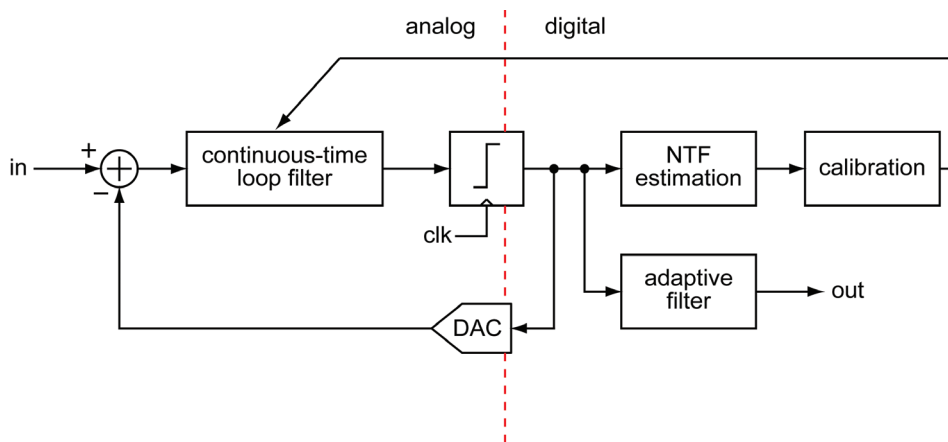 analog
digital
+
in
−
continuous-time
loop filter
clk
NTF
estimation
calibration
adaptive
filter
out
DAC